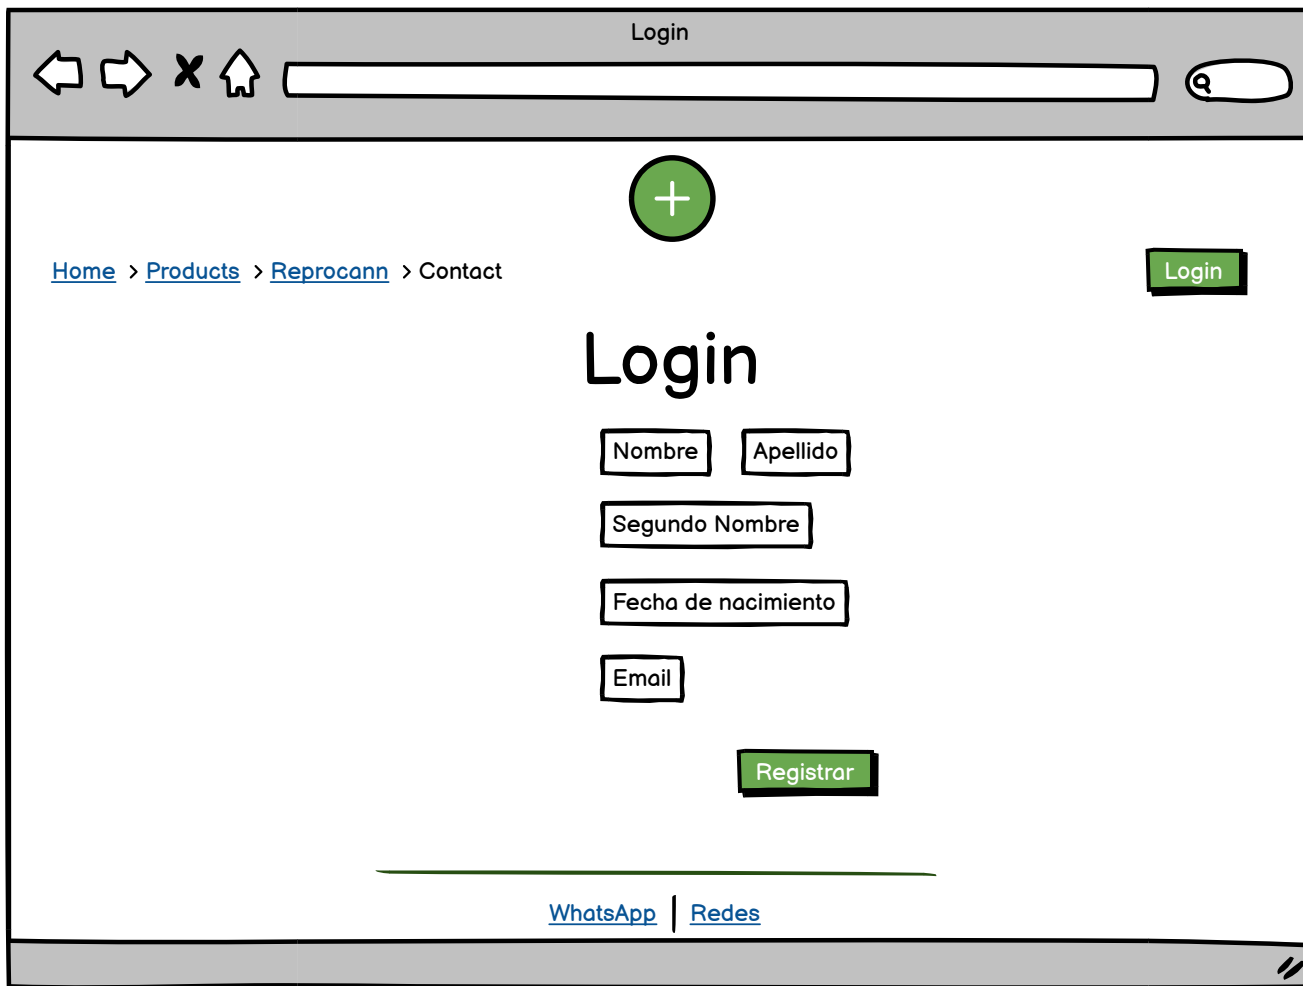 Login
Home > Products > Reprocann > Contact
Login
Login
Nombre Apellido
Segundo Nombre
Fecha de nacimiento
Email
Registrar
WhatsApp | Redes